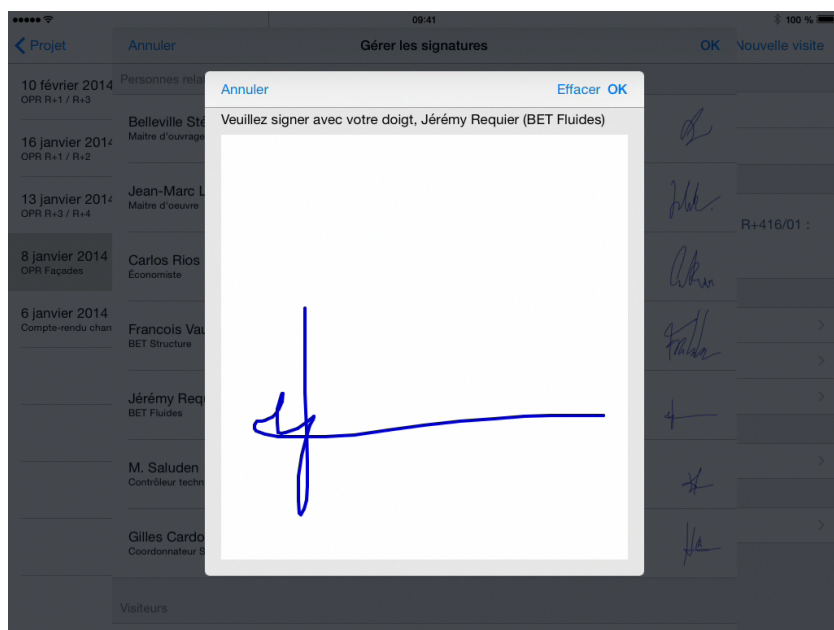 09:41
100 %
Projet
Annuler
Gérer les signatures
OK
Nouvelle visite
10 février 2014
OPR R+1 / R+3
16 janvier 2014
OPR R+1 / R+2
13 janvier 2014
OPR R+3 / R+4
8 janvier 2014
OPR Façades
6 janvier 2014
Compte-rendu chan
Personnes rela
Belleville Sté
Maitre d'ouvrage
Jean-Marc L
Maitre d'oeuvre
Carlos Rios
Économiste
Francois Vau
BET Structure
Jérémy Requ
BET Fluides
M. Saluden
Contrôleur techn
Gilles Cardo
Coordonnateur S
Visiteurs
Annuler
Effacer OK
Veuillez signer avec votre doigt, Jérémy Requier (BET Fluides)
R+416/01 :